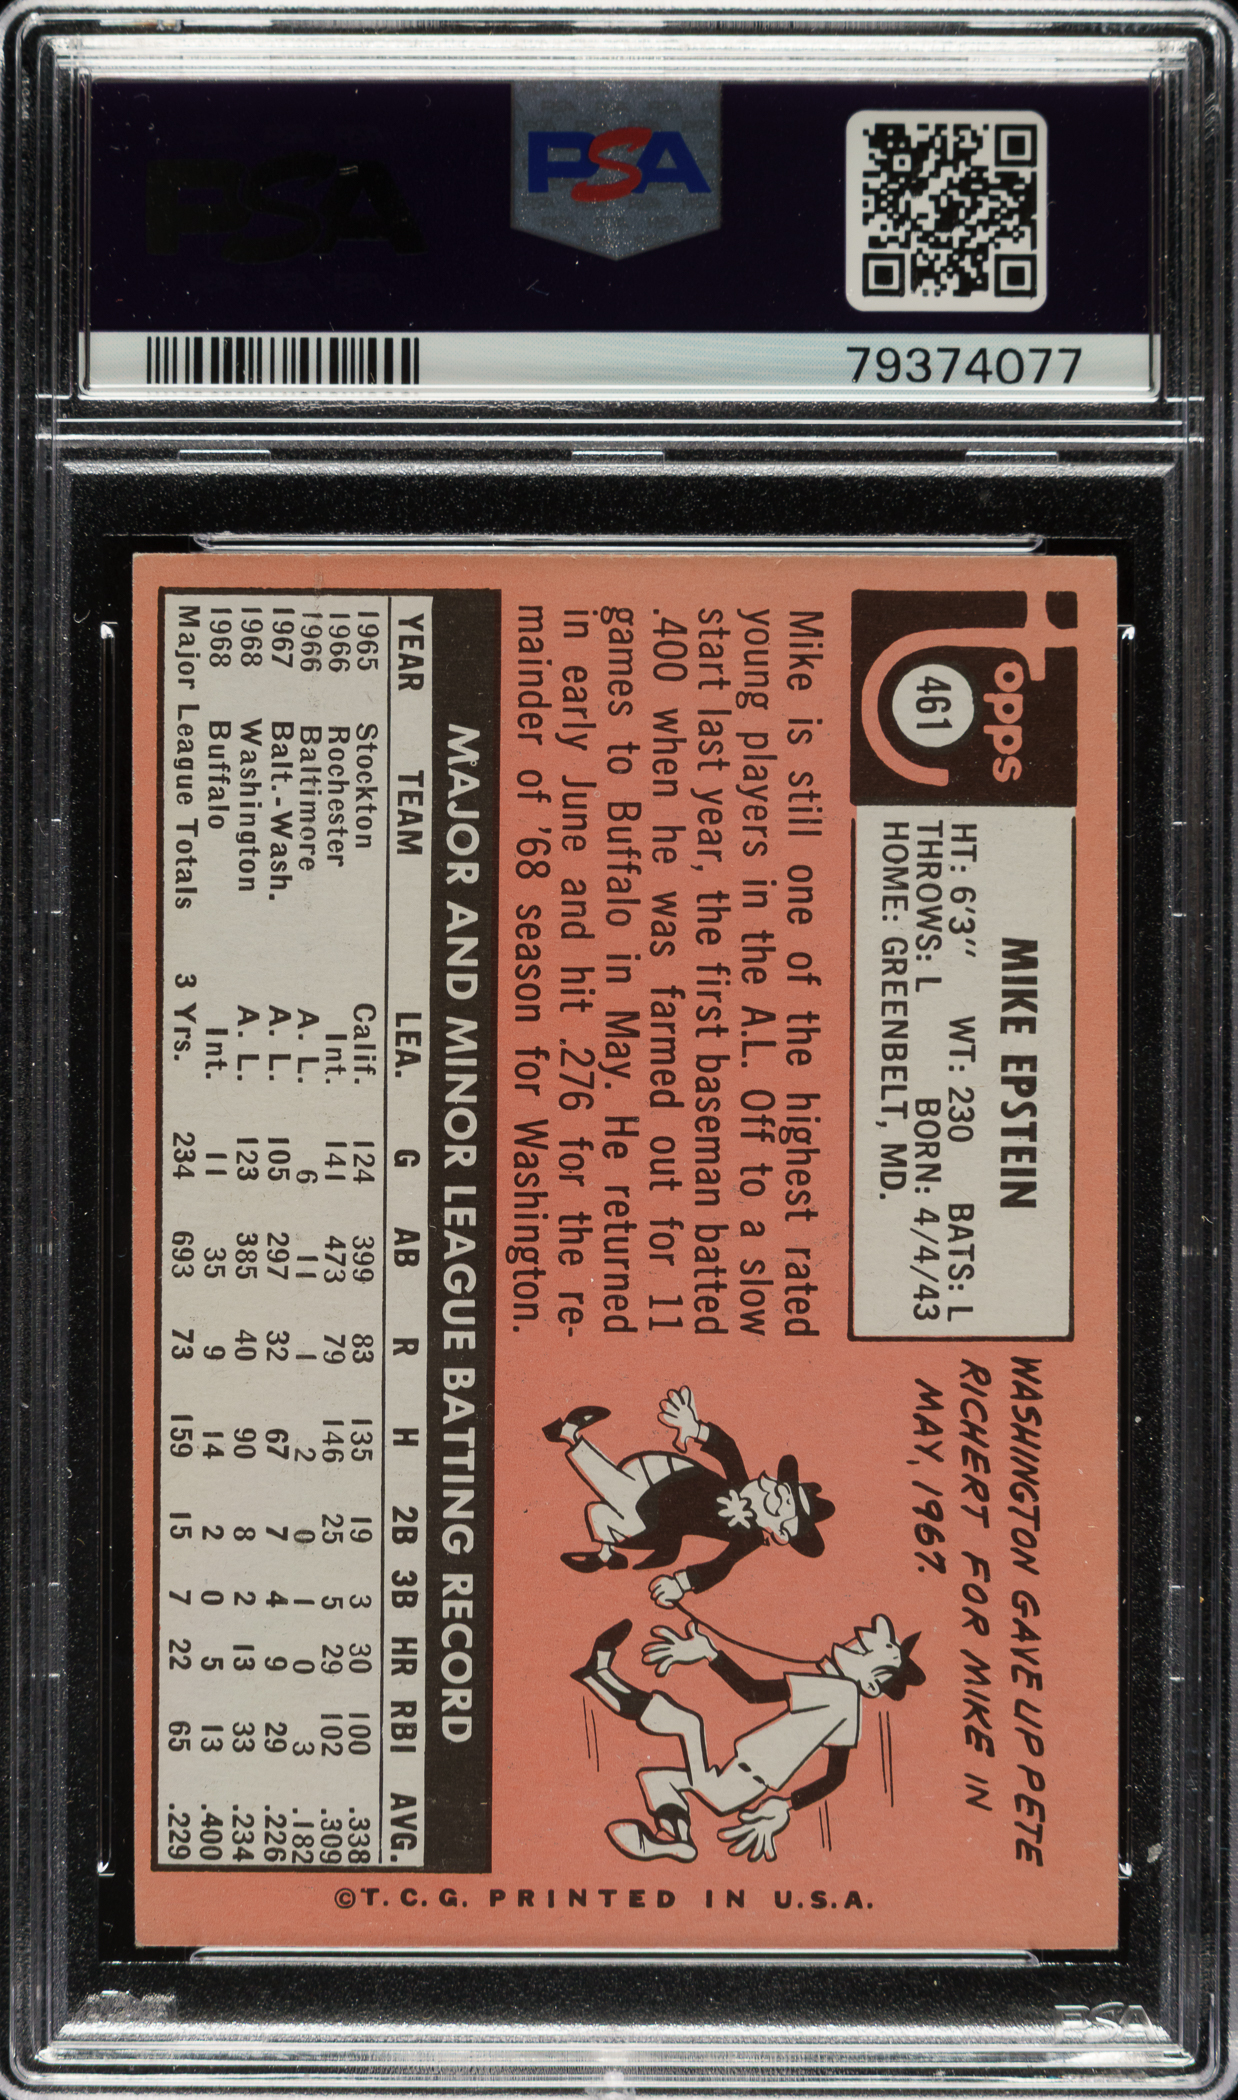 PSA
PSA
79374077
Topps
461
MIKE EPSTEIN
HT: 6'3" WT: 230 BATS: L
THROWS: L BORN: 4/4/43
HOME: GREENBELT, MD.
Mike is still one of the highest rated
young players in the A.L. Off to a slow
start last year, the first baseman batted
.400 when he was farmed out for 11
games to Buffalo in May. He returned
in early June and hit .276 for the re-
mainder of '68 season for Washington.
WASHINGTON GAVE UP PETE
RICHERT FOR MIKE IN
MAY, 1967.
MAJOR AND MINOR LEAGUE BATTING RECORD
YEAR TEAM LEA. G AB R H 2B 3B HR RBI AVG.
1965 Stockton Calif. 124 399 83 135 19 3 30 100 .338
1966 Rochester Int. 141 473 79 146 25 5 29 102 .309
1966 Baltimore A. L. 6 11 1 2 0 1 0 3 .182
1967 Balt.-Wash. A. L. 105 297 32 67 7 4 9 29 .226
1968 Washington A. L. 123 385 40 90 8 2 13 33 .234
1968 Buffalo Int. 11 35 9 14 2 0 5 13 .400
Major League Totals 3 Yrs. 234 693 73 159 15 7 22 65 .229
©T. C. G. PRINTED IN U.S.A.
PSA